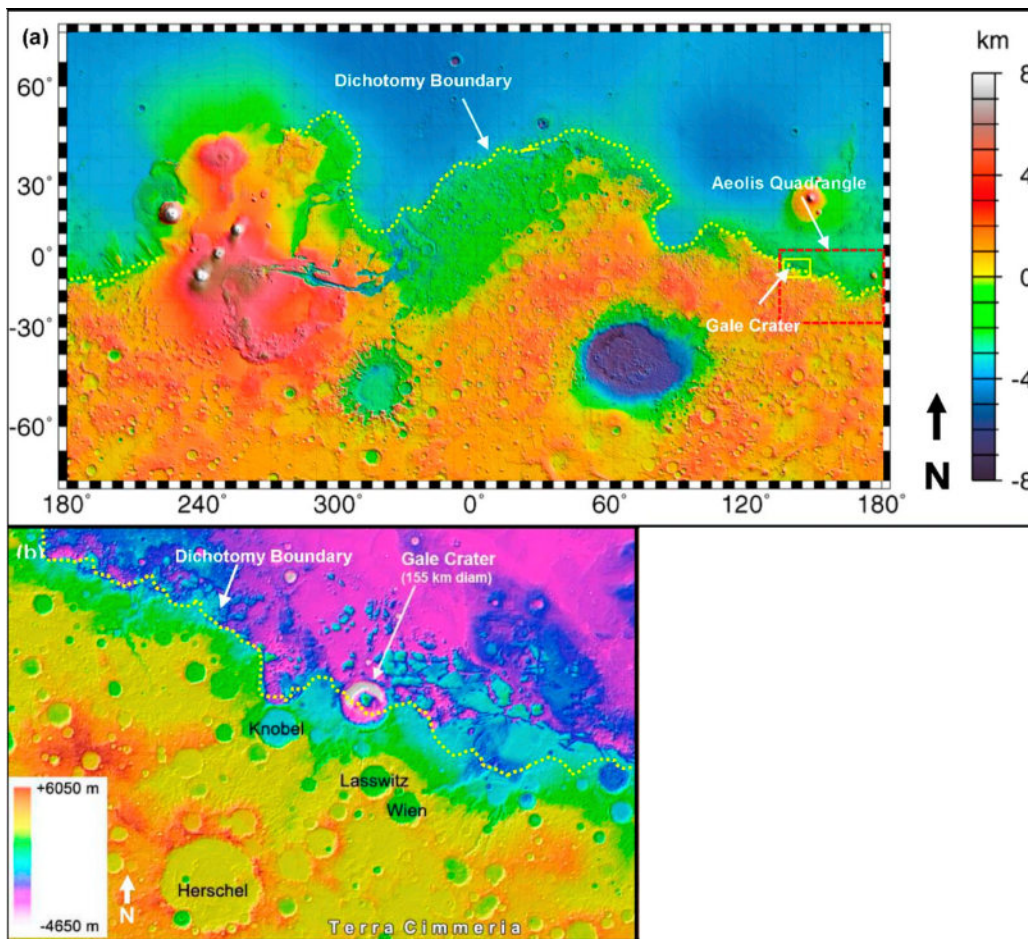 (a)
km
Dichotomy Boundary
Aeolis Quadrangle
Gale Crater
60°
30°
0°
-30°
-60°
180° 240° 300° 0° 60° 120° 180°
8
4
0
-4
-8
N
(b)
Dichotomy Boundary
Gale Crater
(155 km diam)
Knobel
Lasswitz
Wien
Herschel
+6050 m
-4650 m
N
Terra Cimmeria